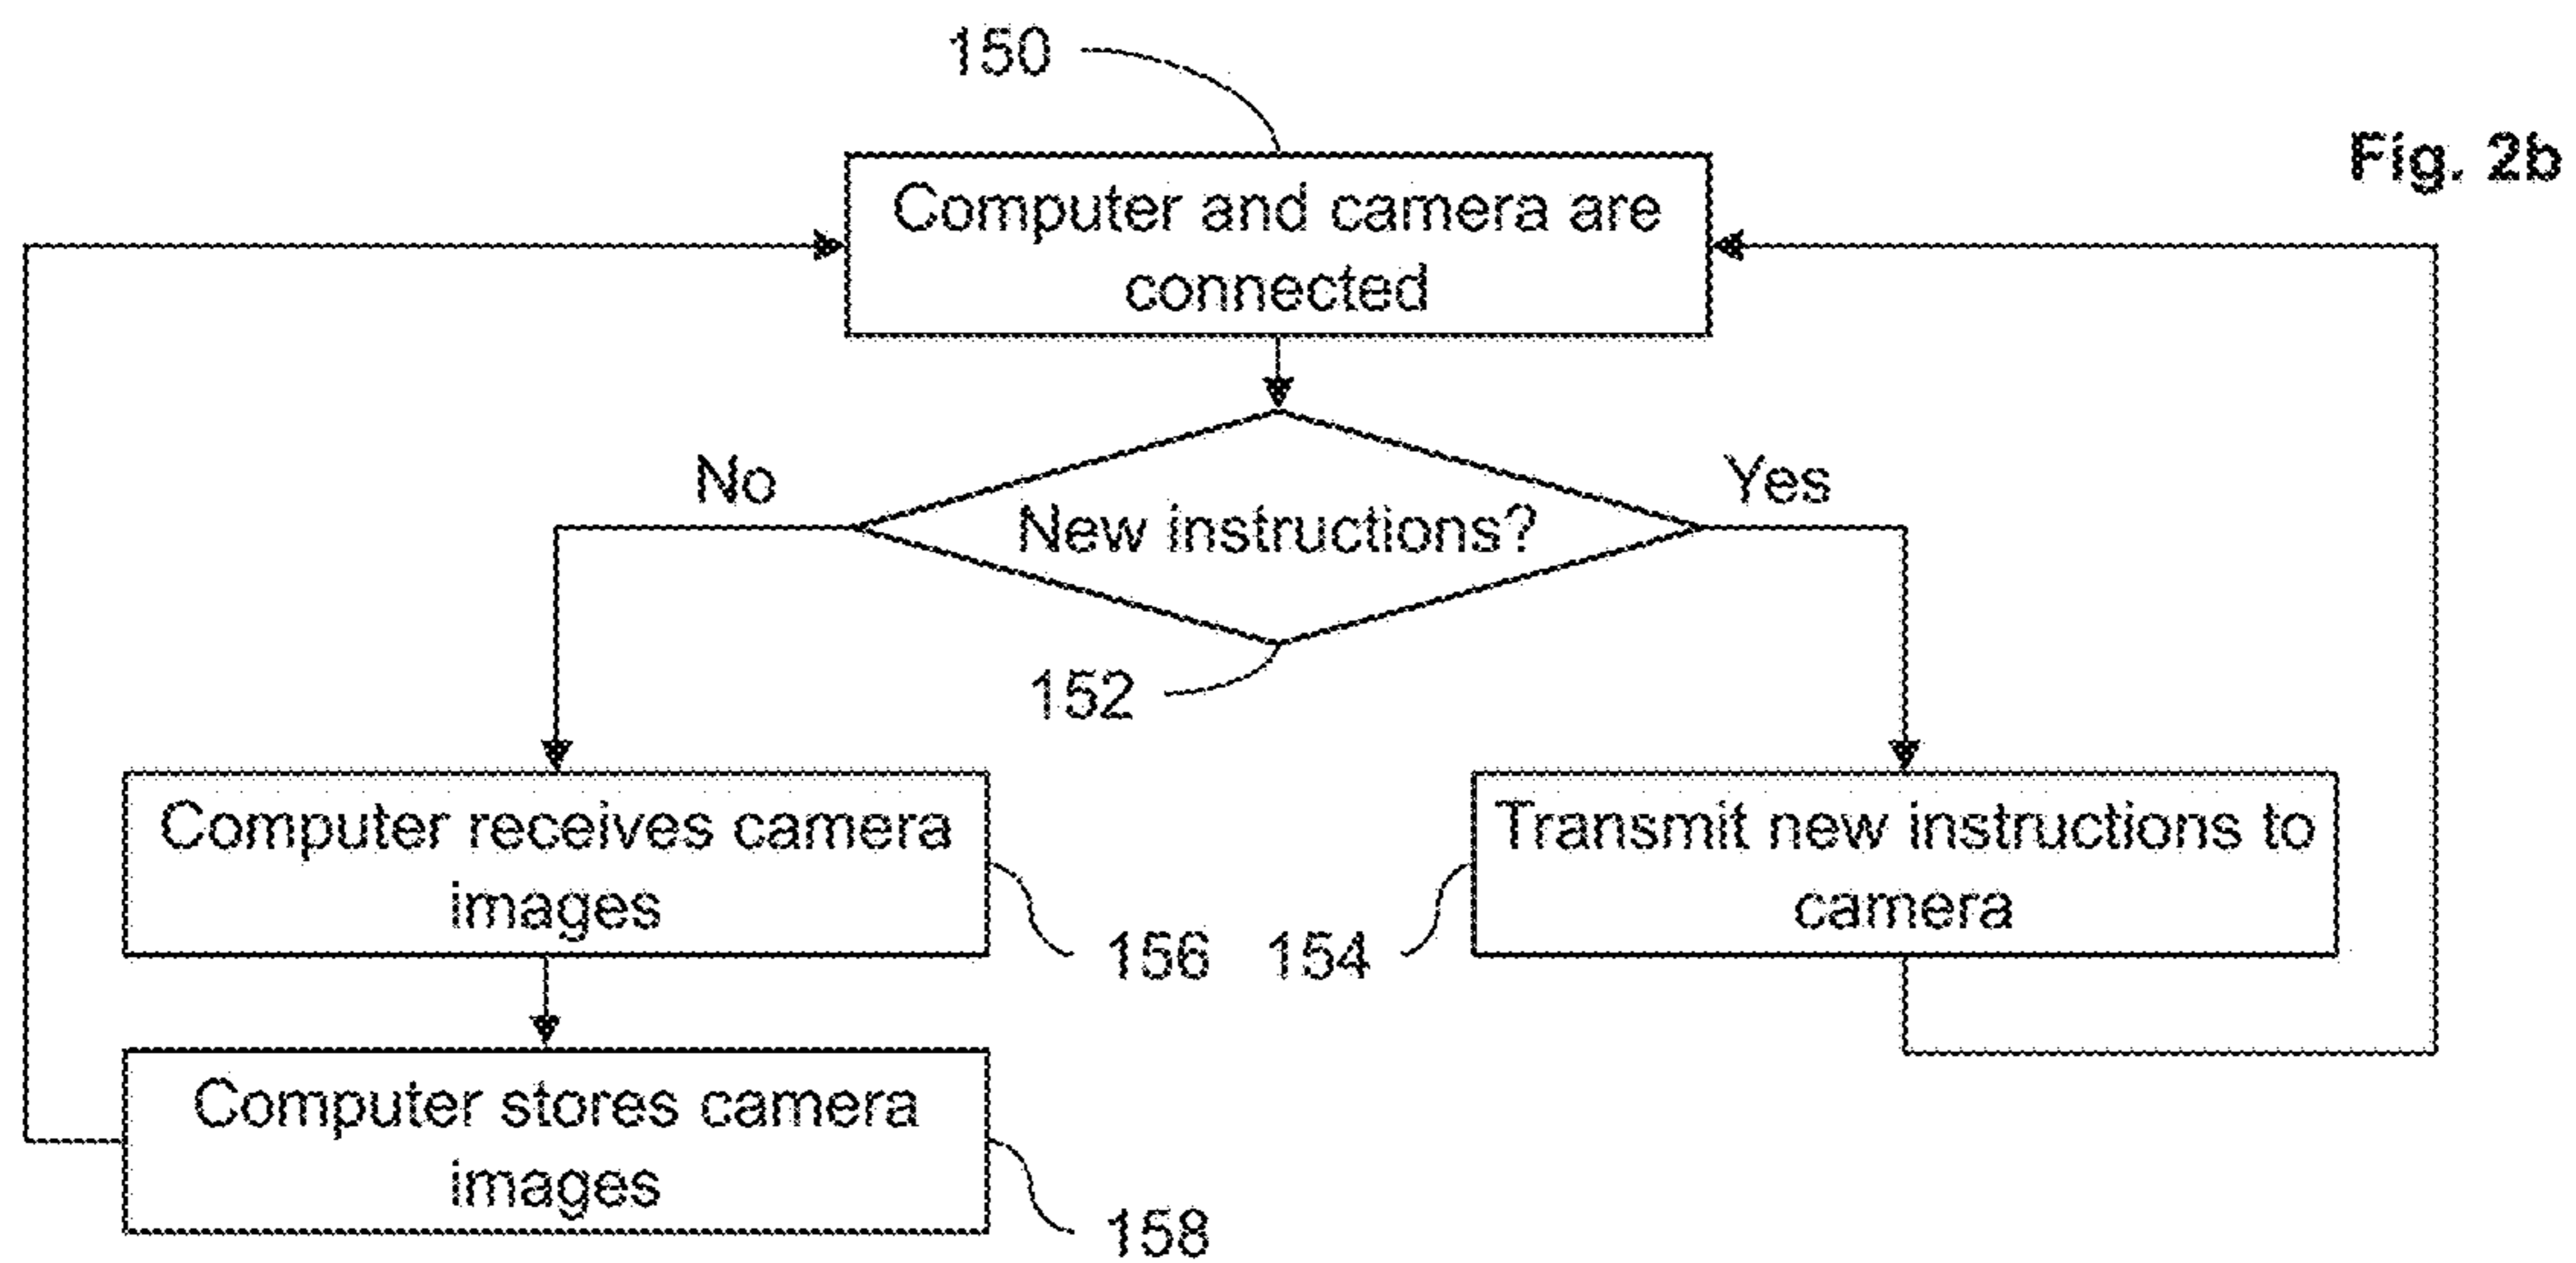 150
Fig. 2b
Computer and camera are
connected
No
Yes
New instructions?
152
Computer receives camera
images
Transmit new instructions to
camera
156
154
Computer stores camera
images
158